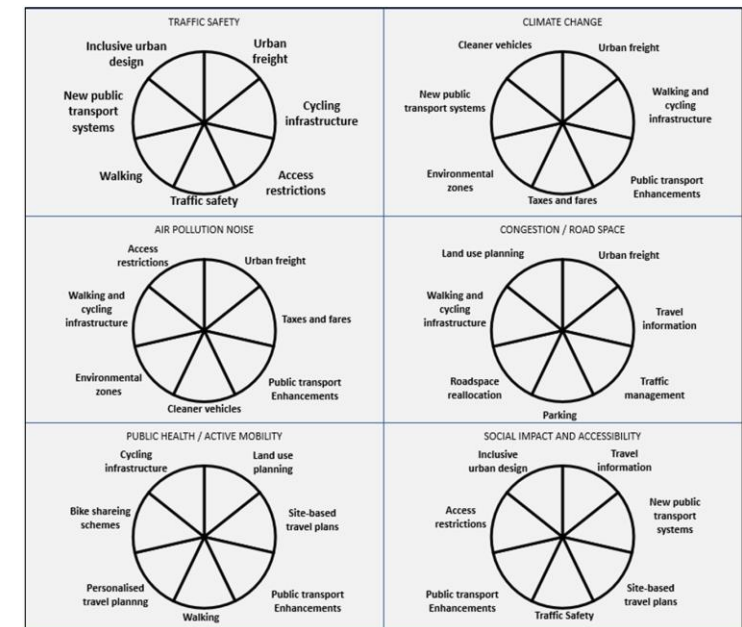 TRAFFIC SAFETY
Inclusive urban
design
Urban
freight
New public
transport
systems
Cycling
infrastructure
Walking
Access
restrictions
Traffic safety
CLIMATE CHANGE
Cleaner vehicles
Urban freight
New public
transport systems
Walking and
cycling
infrastructure
Environmental
zones
Public transport
Enhancements
Taxes and fares
AIR POLLUTION NOISE
Access
restrictions
Urban freight
Walking and
cycling
infrastructure
Taxes and fares
Environmental
zones
Public transport
Enhancements
Cleaner vehicles
CONGESTION / ROAD SPACE
Land use planning
Urban freight
Walking and
cycling
infrastructure
Travel
information
Roadspace
reallocation
Traffic
management
Parking
PUBLIC HEALTH / ACTIVE MOBILITY
Cycling
infrastructure
Land use
planning
Bike shareing
schemes
Site-based
travel plans
Personalised
travel plannng
Public transport
Enhancements
Walking
SOCIAL IMPACT AND ACCESSIBILITY
Inclusive
urban design
Travel
information
Access
restrictions
New public
transport
systems
Public transport
Enhancements
Site-based
travel plans
Traffic Safety